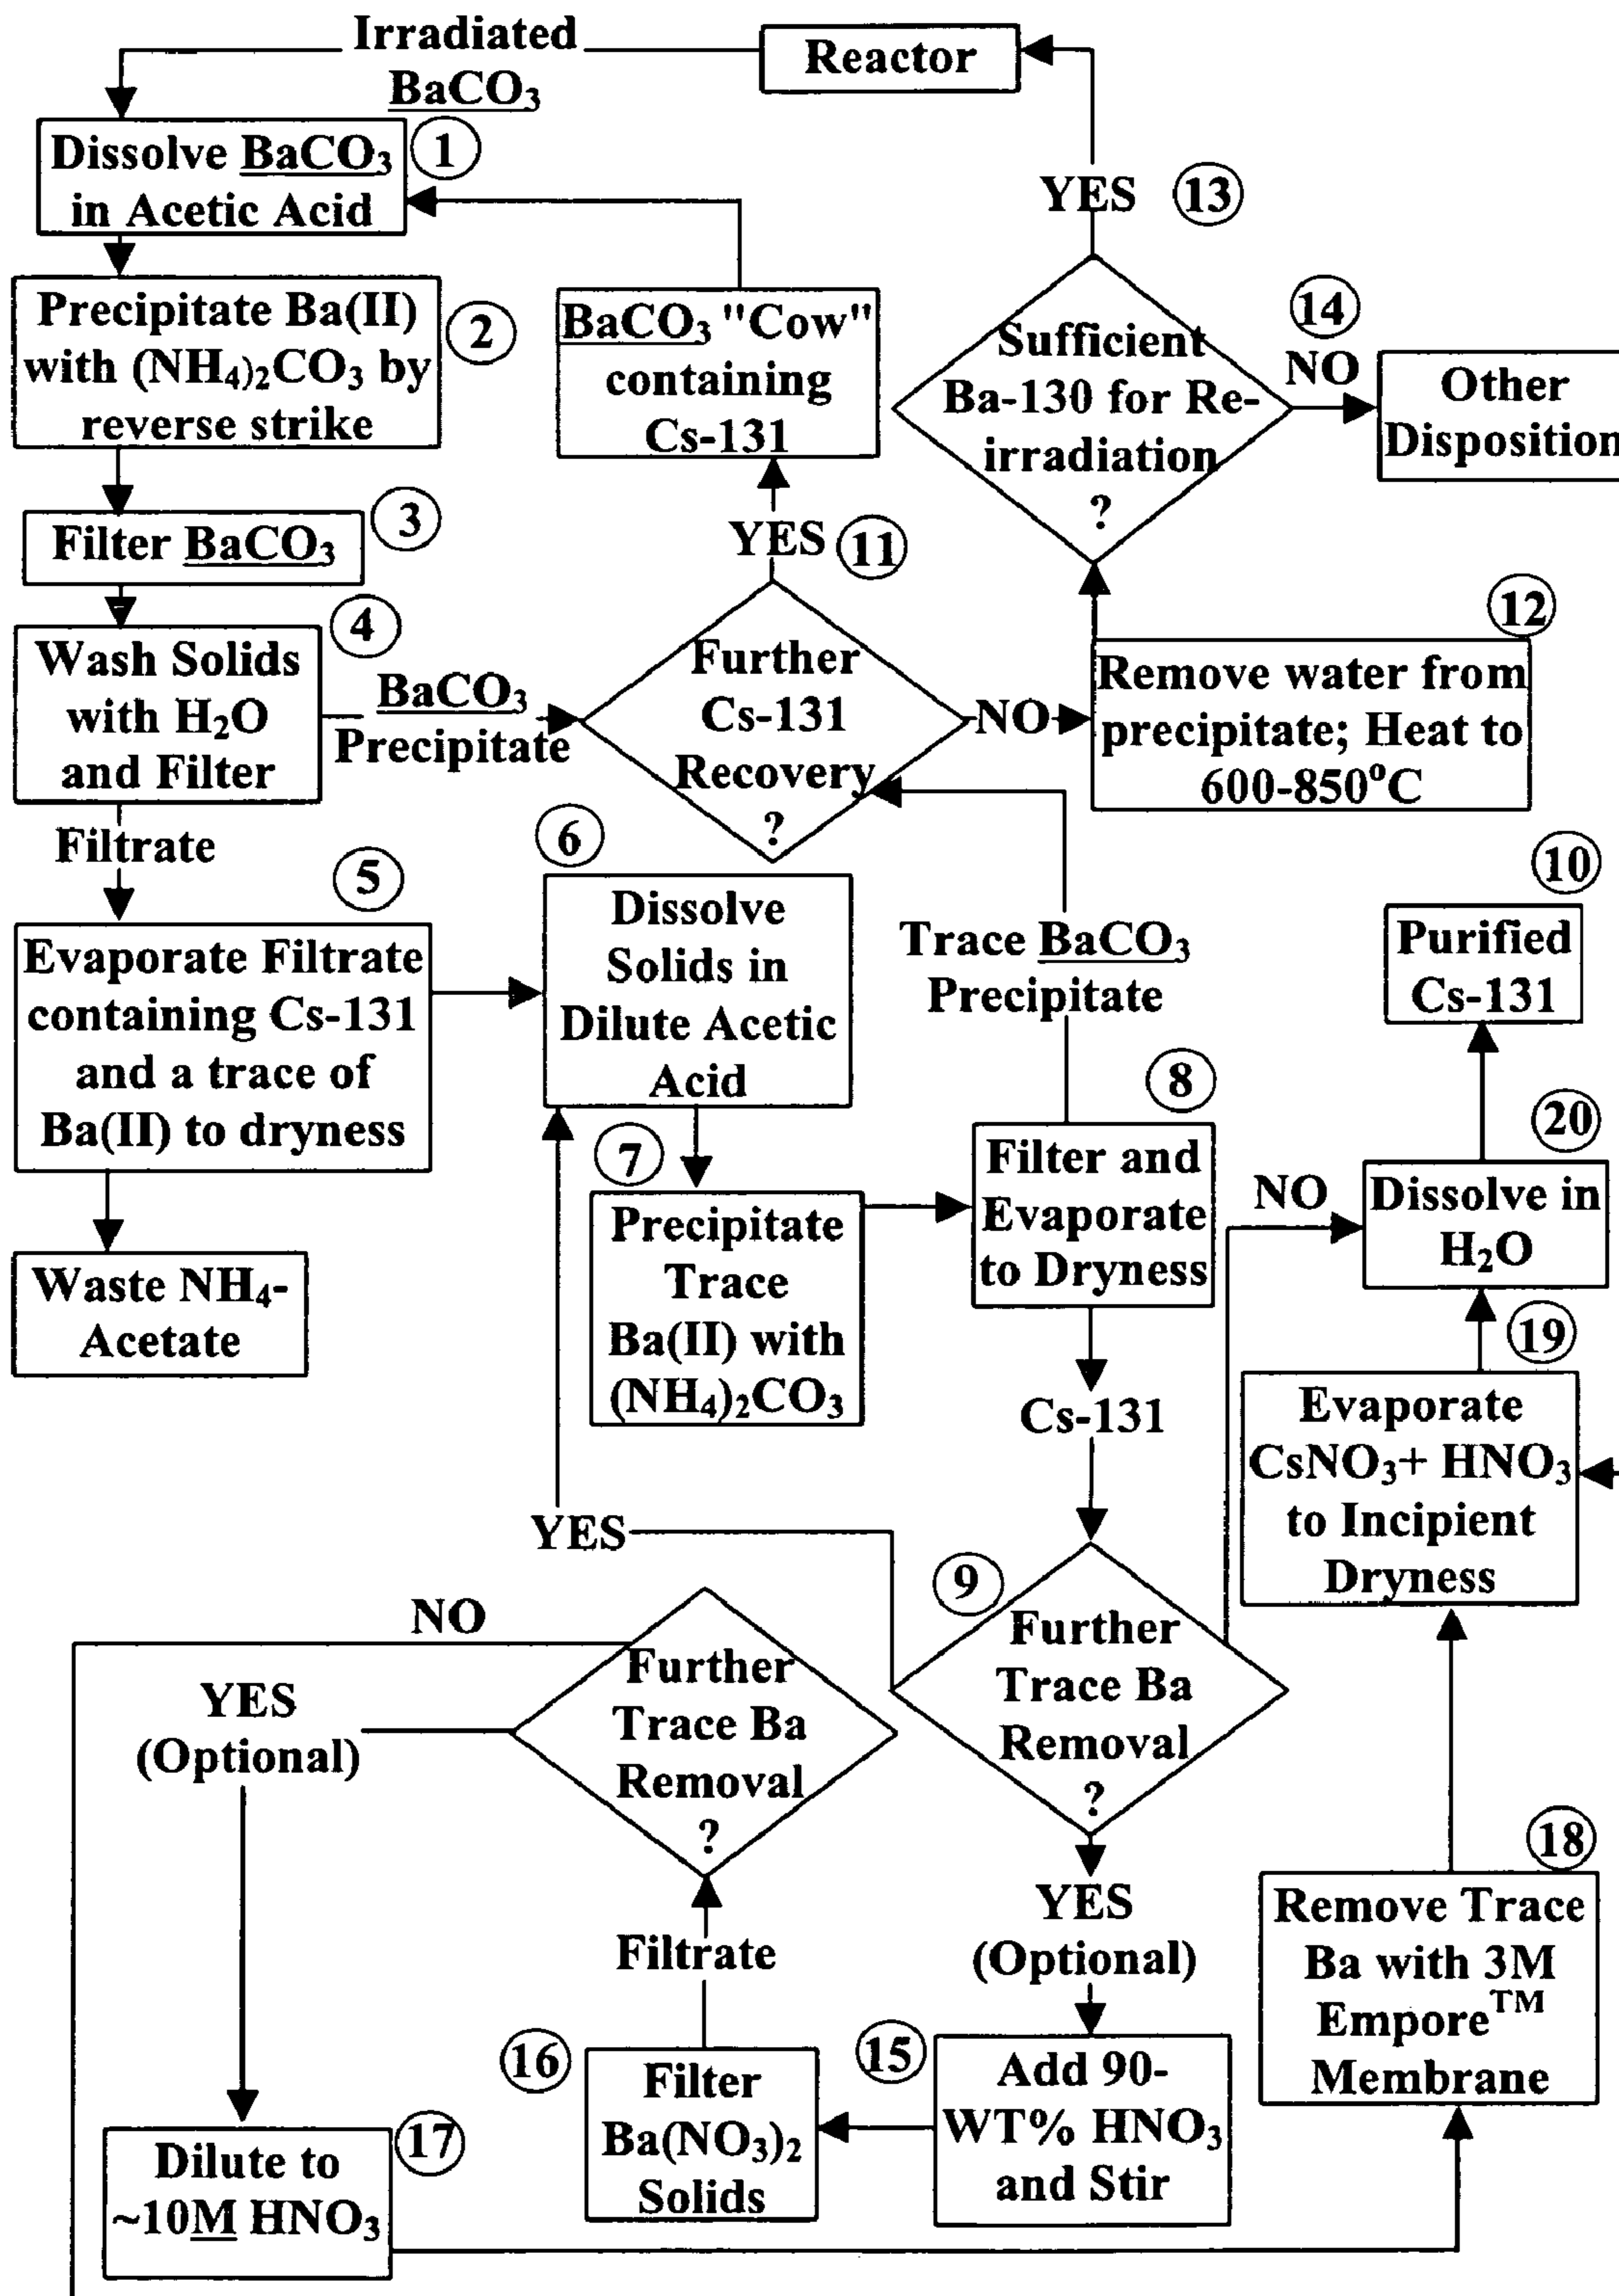 Irradiated
BaCO₃
Reactor
Dissolve BaCO₃
in Acetic Acid
1
Precipitate Ba(II)
with (NH₄)₂CO₃ by
reverse strike
2
Filter BaCO₃
3
Wash Solids
with H₂O
and Filter
4
BaCO₃
Precipitate
Filtrate
Evaporate Filtrate
containing Cs-131
and a trace of
Ba(II) to dryness
5
Waste NH₄-
Acetate
BaCO₃ "Cow"
containing
Cs-131
YES
11
Further
Cs-131
Recovery
?
NO
Remove water from
precipitate; Heat to
600-850°C
12
Sufficient
Ba-130 for Re-
irradiation
?
YES
13
14
NO
Other
Disposition
6
Dissolve
Solids in
Dilute Acetic
Acid
7
Precipitate
Trace
Ba(II) with
(NH₄)₂CO₃
Trace BaCO₃
Precipitate
8
Filter and
Evaporate
to Dryness
Cs-131
9
Further
Trace Ba
Removal
?
YES
NO
10
Purified
Cs-131
20
Dissolve in
H₂O
19
Evaporate
CsNO₃+ HNO₃
to Incipient
Dryness
YES
(Optional)
15
Add 90-
WT% HNO₃
and Stir
16
Filter
Ba(NO₃)₂
Solids
Filtrate
Further
Trace Ba
Removal
?
NO
YES
(Optional)
17
Dilute to
~10M HNO₃
18
Remove Trace
Ba with 3M
Empore™
Membrane